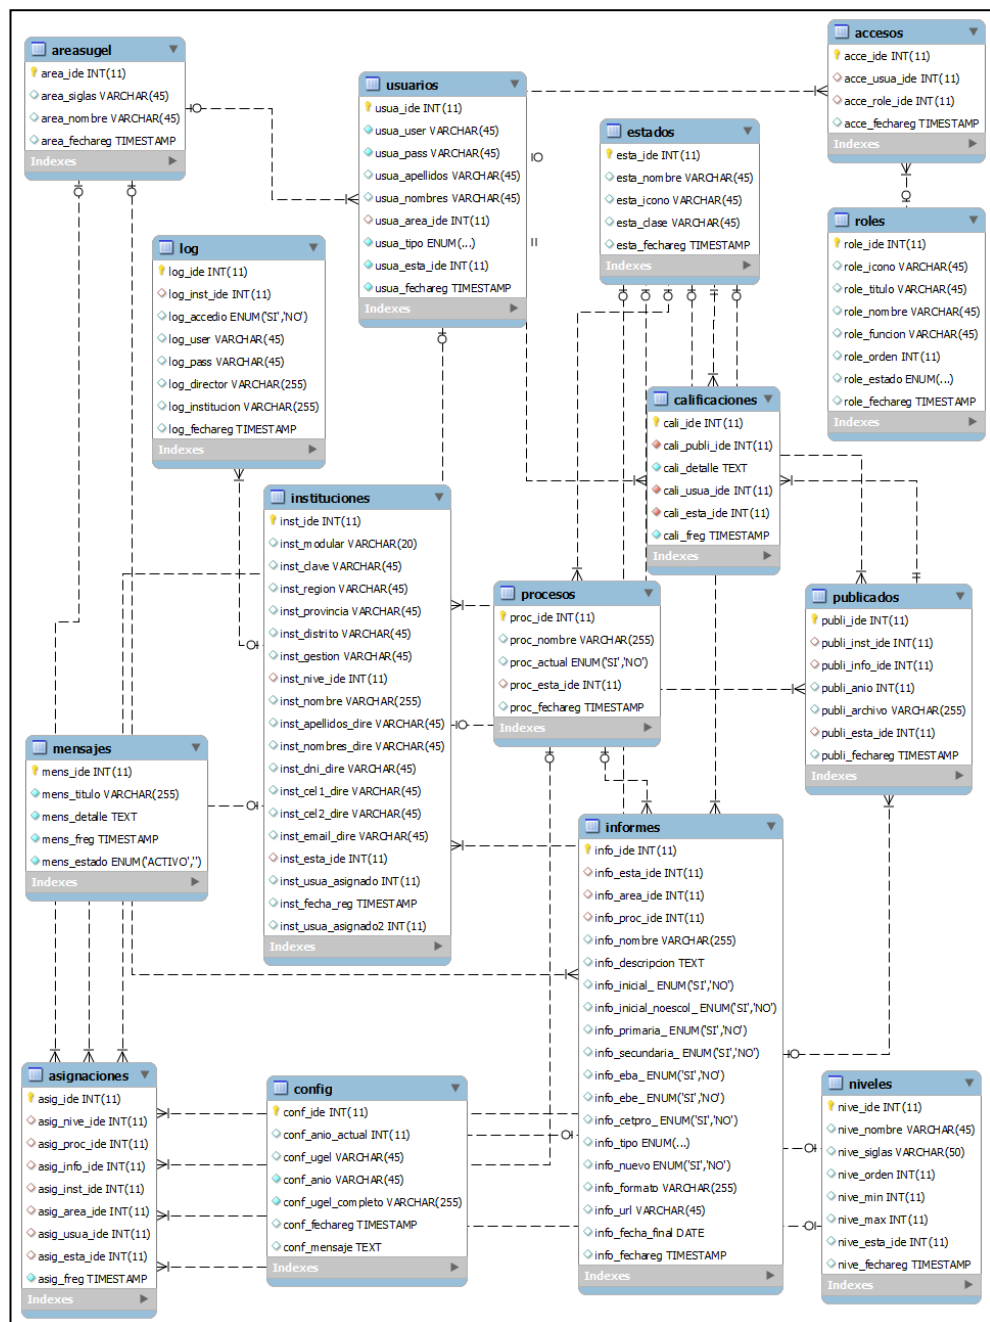 areasugel
area_ide INT(11)
area_siglas VARCHAR(45)
area_nombre VARCHAR(45)
area_fechareg TIMESTAMP
Indexes
usuarios
usua_ide INT(11)
usua_user VARCHAR(45)
usua_pass VARCHAR(45)
usua_apellidos VARCHAR(45)
usua_nombres VARCHAR(45)
usua_area_ide INT(11)
usua_tipo ENUM(...)
usua_esta_ide INT(11)
usua_fechareg TIMESTAMP
Indexes
accesos
acce_ide INT(11)
acce_usua_ide INT(11)
acce_role_ide INT(11)
acce_fechareg TIMESTAMP
Indexes
estados
esta_ide INT(11)
esta_nombre VARCHAR(45)
esta_icono VARCHAR(45)
esta_clase VARCHAR(45)
esta_fechareg TIMESTAMP
Indexes
roles
role_ide INT(11)
role_icono VARCHAR(45)
role_titulo VARCHAR(45)
role_nombre VARCHAR(45)
role_funcion VARCHAR(45)
role_orden INT(11)
role_estado ENUM(...)
role_fechareg TIMESTAMP
Indexes
log
log_ide INT(11)
log_inst_ide INT(11)
log_accedio ENUM('SI','NO')
log_user VARCHAR(45)
log_pass VARCHAR(45)
log_director VARCHAR(255)
log_institucion VARCHAR(255)
log_fechareg TIMESTAMP
Indexes
calificaciones
cali_ide INT(11)
cali_publi_ide INT(11)
cali_detalle TEXT
cali_usua_ide INT(11)
cali_esta_ide INT(11)
cali_freg TIMESTAMP
Indexes
instituciones
inst_ide INT(11)
inst_modular VARCHAR(20)
inst_clave VARCHAR(45)
inst_region VARCHAR(45)
inst_provincia VARCHAR(45)
inst_distrito VARCHAR(45)
inst_gestion VARCHAR(45)
inst_nive_ide INT(11)
inst_nombre VARCHAR(255)
inst_apellidos_dire VARCHAR(45)
inst_nombres_dire VARCHAR(45)
inst_dni_dire VARCHAR(45)
inst_cel1_dire VARCHAR(45)
inst_cel2_dire VARCHAR(45)
inst_email_dire VARCHAR(45)
inst_esta_ide INT(11)
inst_usua_asignado INT(11)
inst_fecha_reg TIMESTAMP
inst_usua_asignado2 INT(11)
Indexes
procesos
proc_ide INT(11)
proc_nombre VARCHAR(255)
proc_actual ENUM('SI','NO')
proc_esta_ide INT(11)
proc_fechareg TIMESTAMP
Indexes
publicados
publi_ide INT(11)
publi_inst_ide INT(11)
publi_info_ide INT(11)
publi_anio INT(11)
publi_archivo VARCHAR(255)
publi_esta_ide INT(11)
publi_fechareg TIMESTAMP
Indexes
mensajes
mens_ide INT(11)
mens_titulo VARCHAR(255)
mens_detalle TEXT
mens_freg TIMESTAMP
mens_estado ENUM('ACTIVO','')
Indexes
informes
info_ide INT(11)
info_esta_ide INT(11)
info_area_ide INT(11)
info_proc_ide INT(11)
info_nombre VARCHAR(255)
info_descripcion TEXT
info_inicial_ ENUM('SI','NO')
info_inicial_noescol_ ENUM('SI','NO')
info_primaria_ ENUM('SI','NO')
info_secundaria_ ENUM('SI','NO')
info_eba_ ENUM('SI','NO')
info_ebe_ ENUM('SI','NO')
info_cetpro_ ENUM('SI','NO')
info_tipo ENUM(...)
info_nuevo ENUM('SI','NO')
info_formato VARCHAR(255)
info_url VARCHAR(45)
info_fecha_final DATE
info_fechareg TIMESTAMP
Indexes
asignaciones
asig_ide INT(11)
asig_nive_ide INT(11)
asig_proc_ide INT(11)
asig_info_ide INT(11)
asig_inst_ide INT(11)
asig_area_ide INT(11)
asig_usua_ide INT(11)
asig_esta_ide INT(11)
asig_freg TIMESTAMP
Indexes
config
conf_ide INT(11)
conf_anio_actual INT(11)
conf_ugel VARCHAR(45)
conf_anio VARCHAR(45)
conf_ugel_completo VARCHAR(255)
conf_fechareg TIMESTAMP
conf_mensaje TEXT
Indexes
niveles
nive_ide INT(11)
nive_nombre VARCHAR(45)
nive_siglas VARCHAR(50)
nive_orden INT(11)
nive_min INT(11)
nive_max INT(11)
nive_esta_ide INT(11)
nive_fechareg TIMESTAMP
Indexes